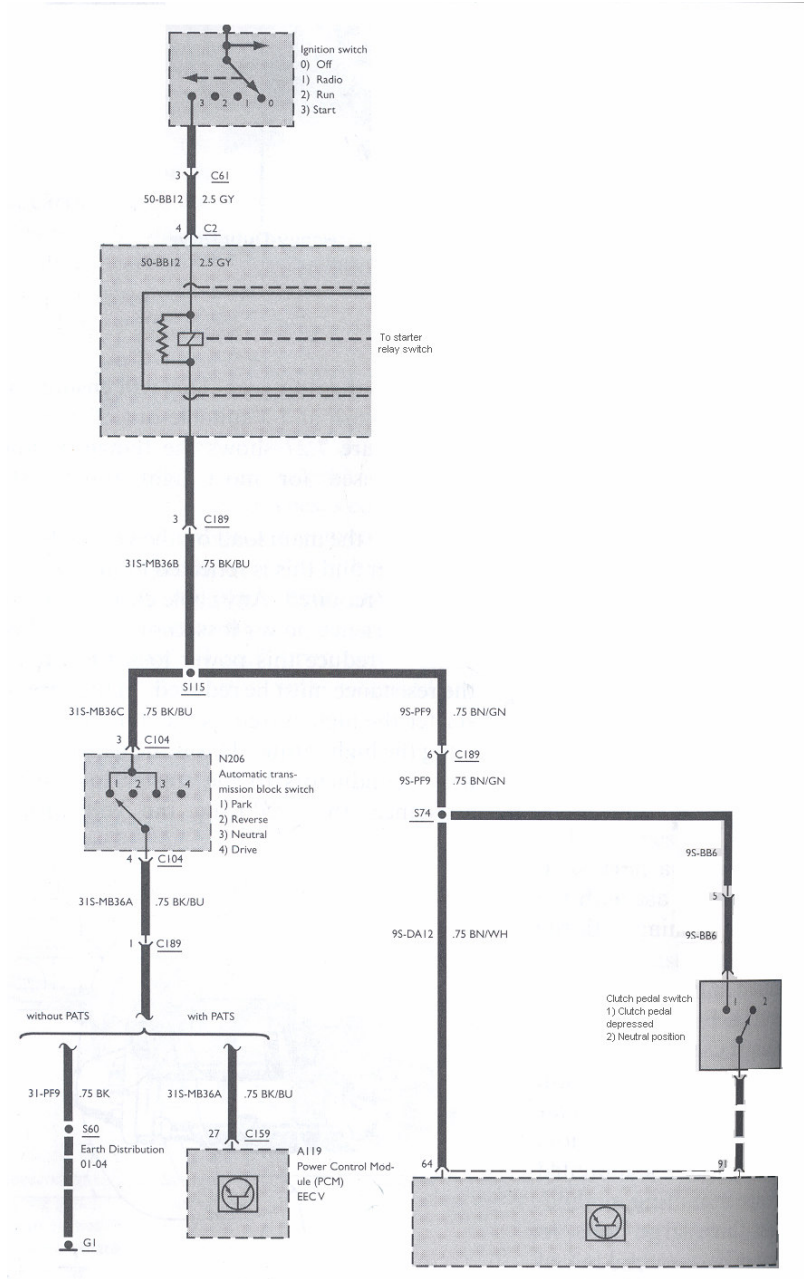 Ignition switch
0) Off
1) Radio
2) Run
3) Start
3 2 1 0
3 C61
50-BB12 2.5 GY
4 C2
50-BB12 2.5 GY
To starter
relay switch
3 C189
31S-MB36B .75 BK/BU
S115
31S-MB36C .75 BK/BU
9S-PF9 .75 BN/GN
3 C104
6 C189
N206
Automatic trans-
mission block switch
1) Park
2) Reverse
3) Neutral
4) Drive
1 2 3 4
9S-PF9 .75 BN/GN
S74
4 C104
9S-BB6
31S-MB36A .75 BK/BU
5
9S-DA12 .75 BN/WH
9S-BB6
1 C189
Clutch pedal switch
1) Clutch pedal
depressed
2) Neutral position
1 2
without PATS with PATS
31-PF9 .75 BK
31S-MB36A .75 BK/BU
S60
27 C159
Earth Distribution
01-04
A119
Power Control Mod-
ule (PCM)
EEC V
64 91
G1